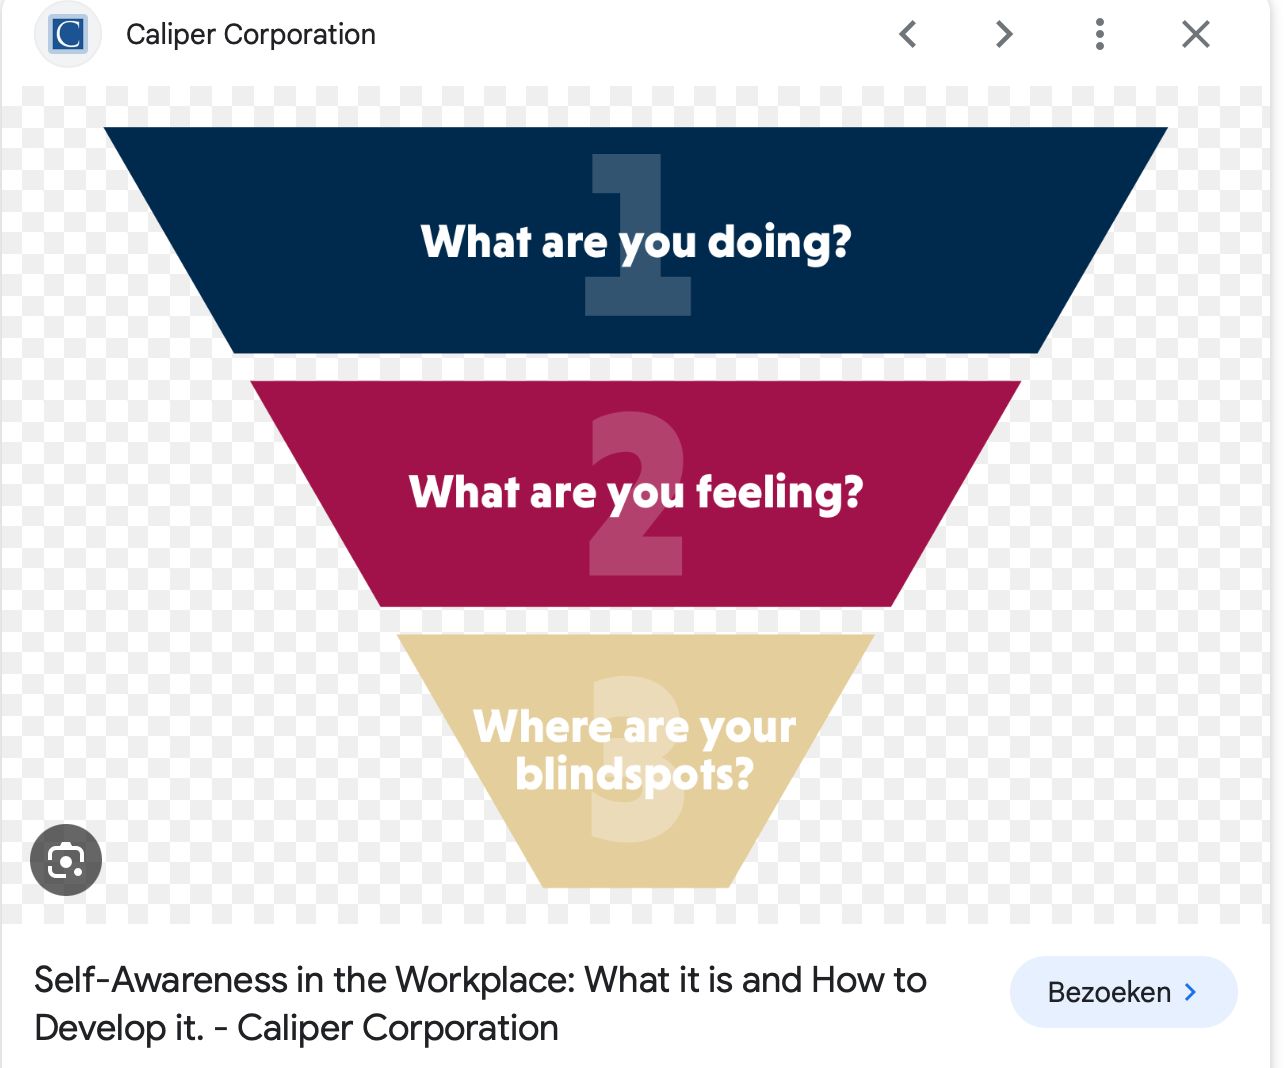 C
Caliper Corporation
1
What are you doing?
2
What are you feeling?
3
Where are your
blindspots?
Self-Awareness in the Workplace: What it is and How to
Develop it. - Caliper Corporation
Bezoeken